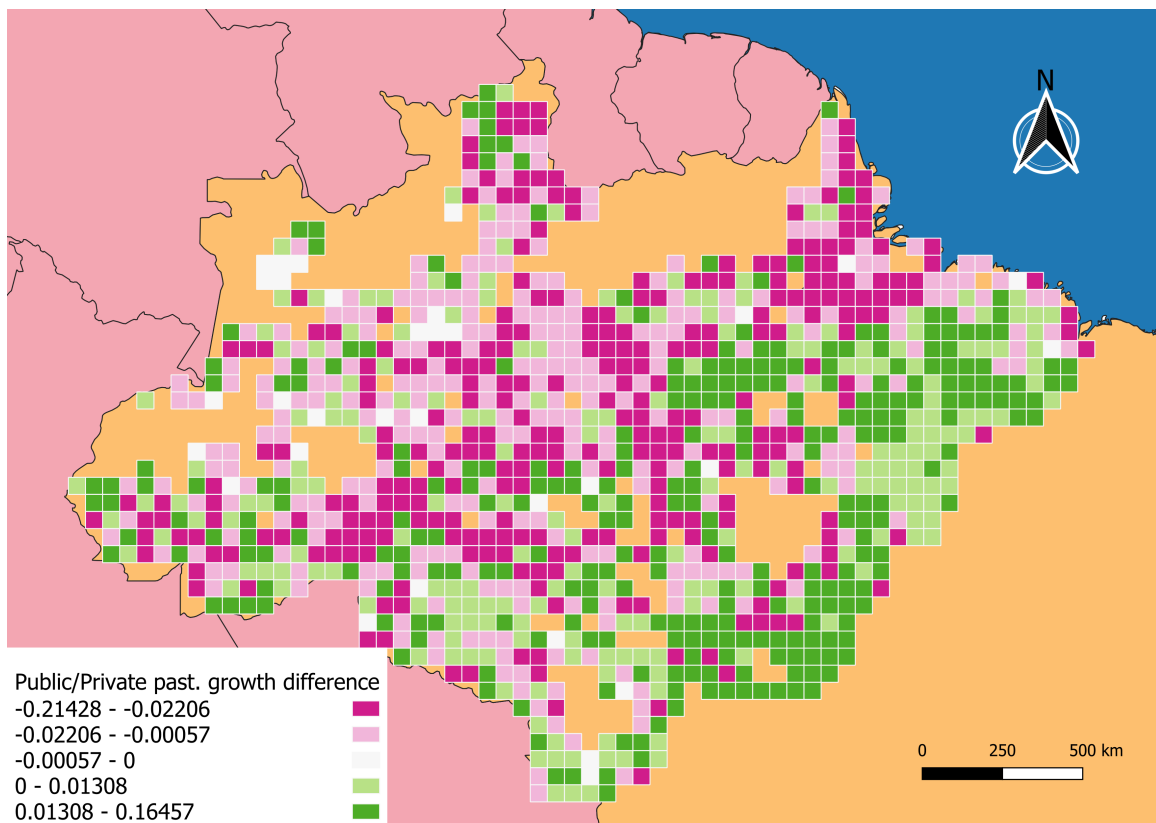 N
Public/Private past. growth difference
-0.21428 - -0.02206
-0.02206 - -0.00057
-0.00057 - 0
0 - 0.01308
0.01308 - 0.16457
0 250 500 km